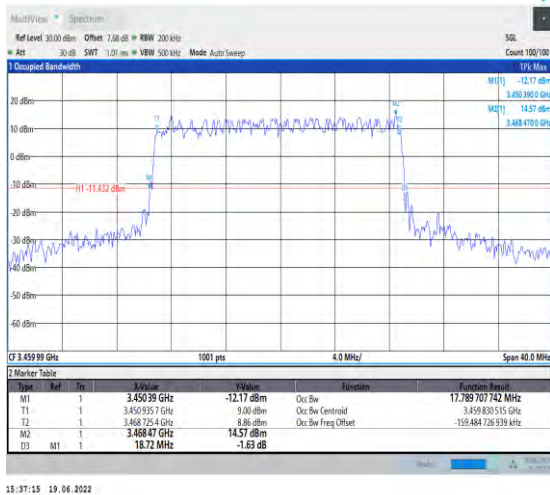 MultiView Spectrum
Ref Level 30.00 dBm Offset 7.68 dB RBW 200 kHz SGL
Att 30 dB SWT 1.01 ms VBW 500 kHz Mode Auto Sweep Count 100/100
1 Occupied Bandwidth 1Pk Max
M1[1] -12.17 dBm
3.450 390 0 GHz
M2[1] 14.57 dBm
3.468 470 0 GHz
20 dBm
10 dBm
0 dBm
-10 dBm
H1 -11.432 dBm
-20 dBm
-30 dBm
-40 dBm
-50 dBm
-60 dBm
M2
T1
T2
CF 3.459 99 GHz 1001 pts 4.0 MHz/ Span 40.0 MHz
2 Marker Table
Type Ref Trc X-Value Y-Value Function Function Result
M1 1 3.450 39 GHz -12.17 dBm Occ Bw 17.789 707 742 MHz
T1 1 3.450 935 7 GHz 9.00 dBm Occ Bw Centroid 3.459 830 515 GHz
T2 1 3.468 725 4 GHz 8.86 dBm Occ Bw Freq Offset -159.484 726 939 kHz
M2 1 3.468 47 GHz 14.57 dBm
D3 M1 1 18.72 MHz -1.63 dB
15:37:15 19.06.2022